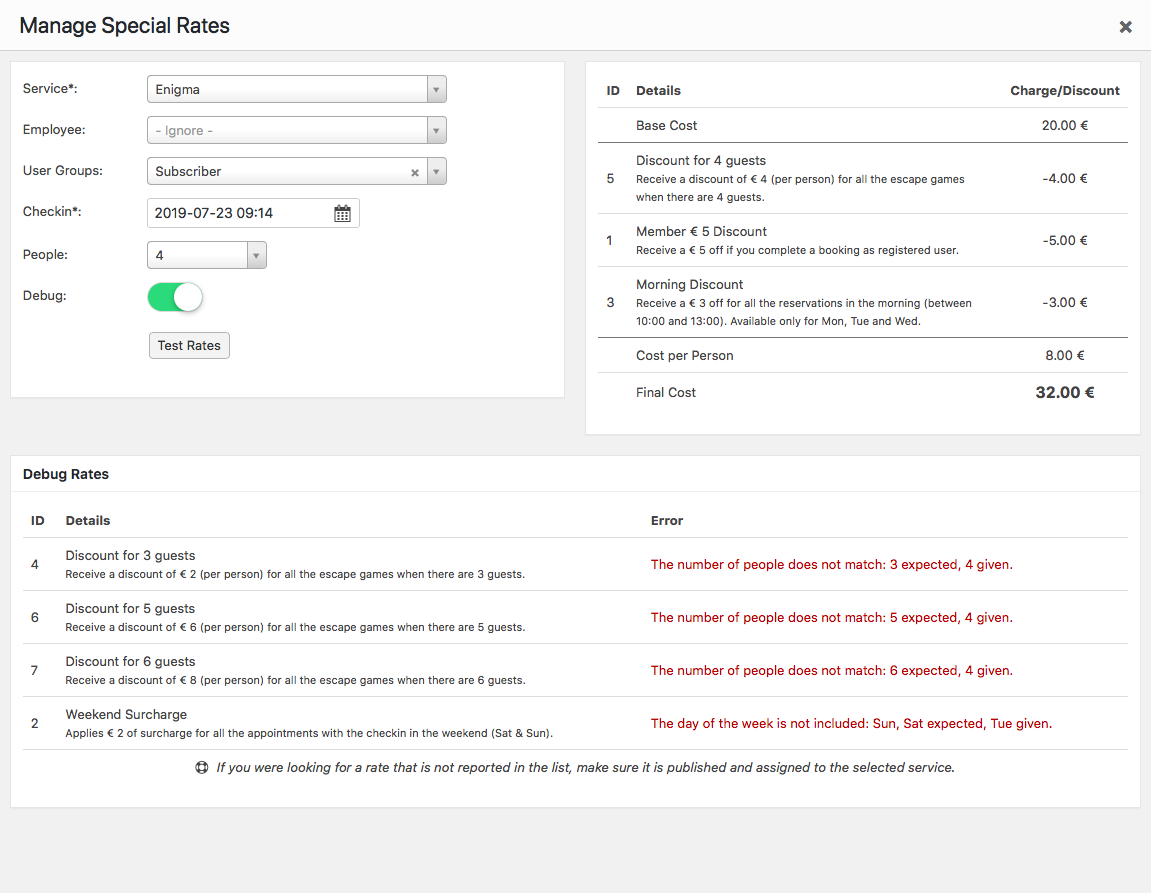 Manage Special Rates
Service*:
Enigma
Employee:
- Ignore -
User Groups:
Subscriber
Checkin*:
2019-07-23 09:14
People:
4
Debug:
Test Rates
ID Details Charge/Discount
Base Cost 20.00 €
Discount for 4 guests
5 Receive a discount of € 4 (per person) for all the escape games -4.00 €
when there are 4 guests.
Member € 5 Discount
1 Receive a € 5 off if you complete a booking as registered user. -5.00 €
Morning Discount
3 Receive a € 3 off for all the reservations in the morning (between -3.00 €
10:00 and 13:00). Available only for Mon, Tue and Wed.
Cost per Person 8.00 €
Final Cost 32.00 €
Debug Rates
ID Details Error
Discount for 3 guests
4 Receive a discount of € 2 (per person) for all the escape games when there are 3 guests. The number of people does not match: 3 expected, 4 given.
Discount for 5 guests
6 Receive a discount of € 6 (per person) for all the escape games when there are 5 guests. The number of people does not match: 5 expected, 4 given.
Discount for 6 guests
7 Receive a discount of € 8 (per person) for all the escape games when there are 6 guests. The number of people does not match: 6 expected, 4 given.
Weekend Surcharge
2 Applies € 2 of surcharge for all the appointments with the checkin in the weekend (Sat & Sun). The day of the week is not included: Sun, Sat expected, Tue given.
If you were looking for a rate that is not reported in the list, make sure it is published and assigned to the selected service.